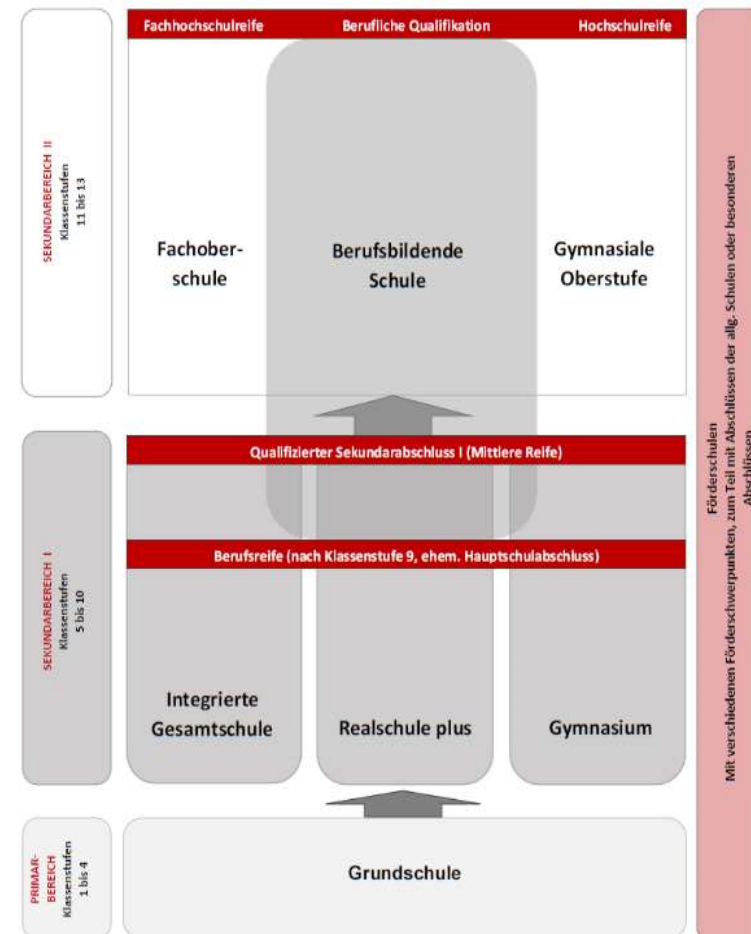 Fachhochschulreife Berufliche Qualifikation Hochschulreife
SEKUNDARBEREICH II
Klassenstufen
11 bis 13
Fachober-
schule
Berufsbildende
Schule
Gymnasiale
Oberstufe
Qualifizierter Sekundarabschluss I (Mittlere Reife)
Berufsreife (nach Klassenstufe 9, ehem. Hauptschulabschluss)
SEKUNDARBEREICH I
Klassenstufen
5 bis 10
Integrierte
Gesamtschule
Realschule plus
Gymnasium
PRIMAR-
BEREICH
Klassenstufen
1 bis 4
Grundschule
Förderschulen
Mit verschiedenen Förderschwerpunkten, zum Teil mit Abschlüssen der allg. Schulen oder besonderen
Abschlüssen